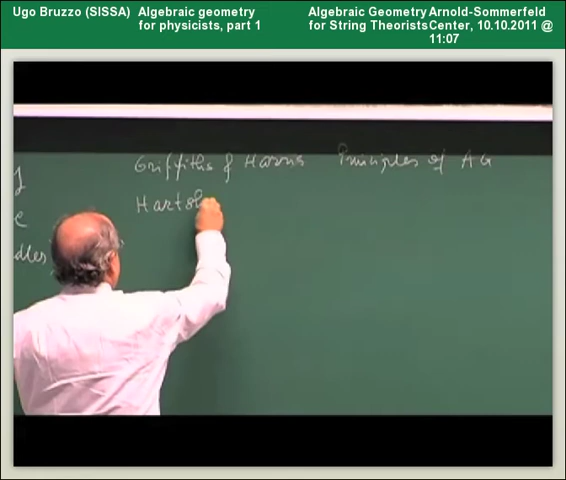 Ugo Bruzzo (SISSA)
Algebraic geometry
for physicists, part 1
Algebraic Geometry
for String Theorists
Arnold-Sommerfeld
Center, 10.10.2011 @
11:07
Griffiths & Harris Principles of AG
Hartsh
dles